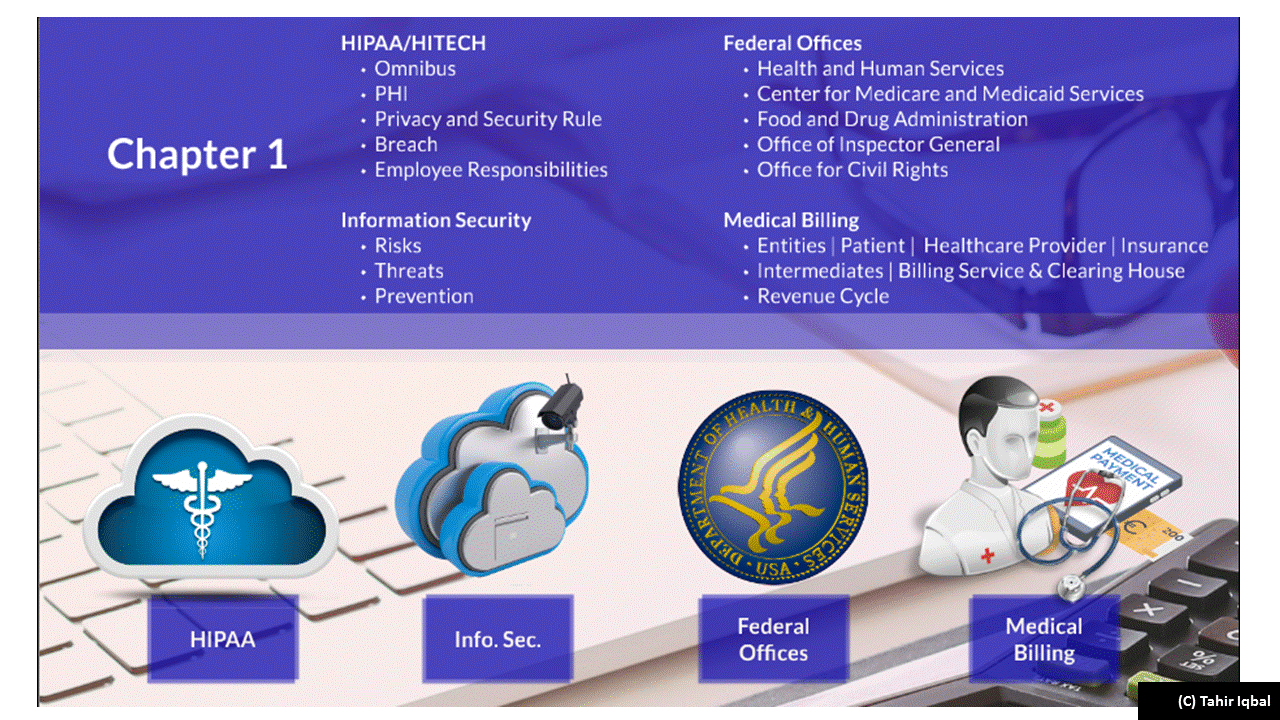 Chapter 1
HIPAA/HITECH
• Omnibus
• PHI
• Privacy and Security Rule
• Breach
• Employee Responsibilities
Information Security
• Risks
• Threats
• Prevention
Federal Offices
• Health and Human Services
• Center for Medicare and Medicaid Services
• Food and Drug Administration
• Office of Inspector General
• Office for Civil Rights
Medical Billing
• Entities | Patient | Healthcare Provider | Insurance
• Intermediates | Billing Service & Clearing House
• Revenue Cycle
DEPARTMENT OF HEALTH & HUMAN SERVICES · USA ·
MEDICAL
PAYMENT
€
200
HIPAA
Info. Sec.
Federal
Offices
Medical
Billing
%
SET
(C) Tahir Iqbal